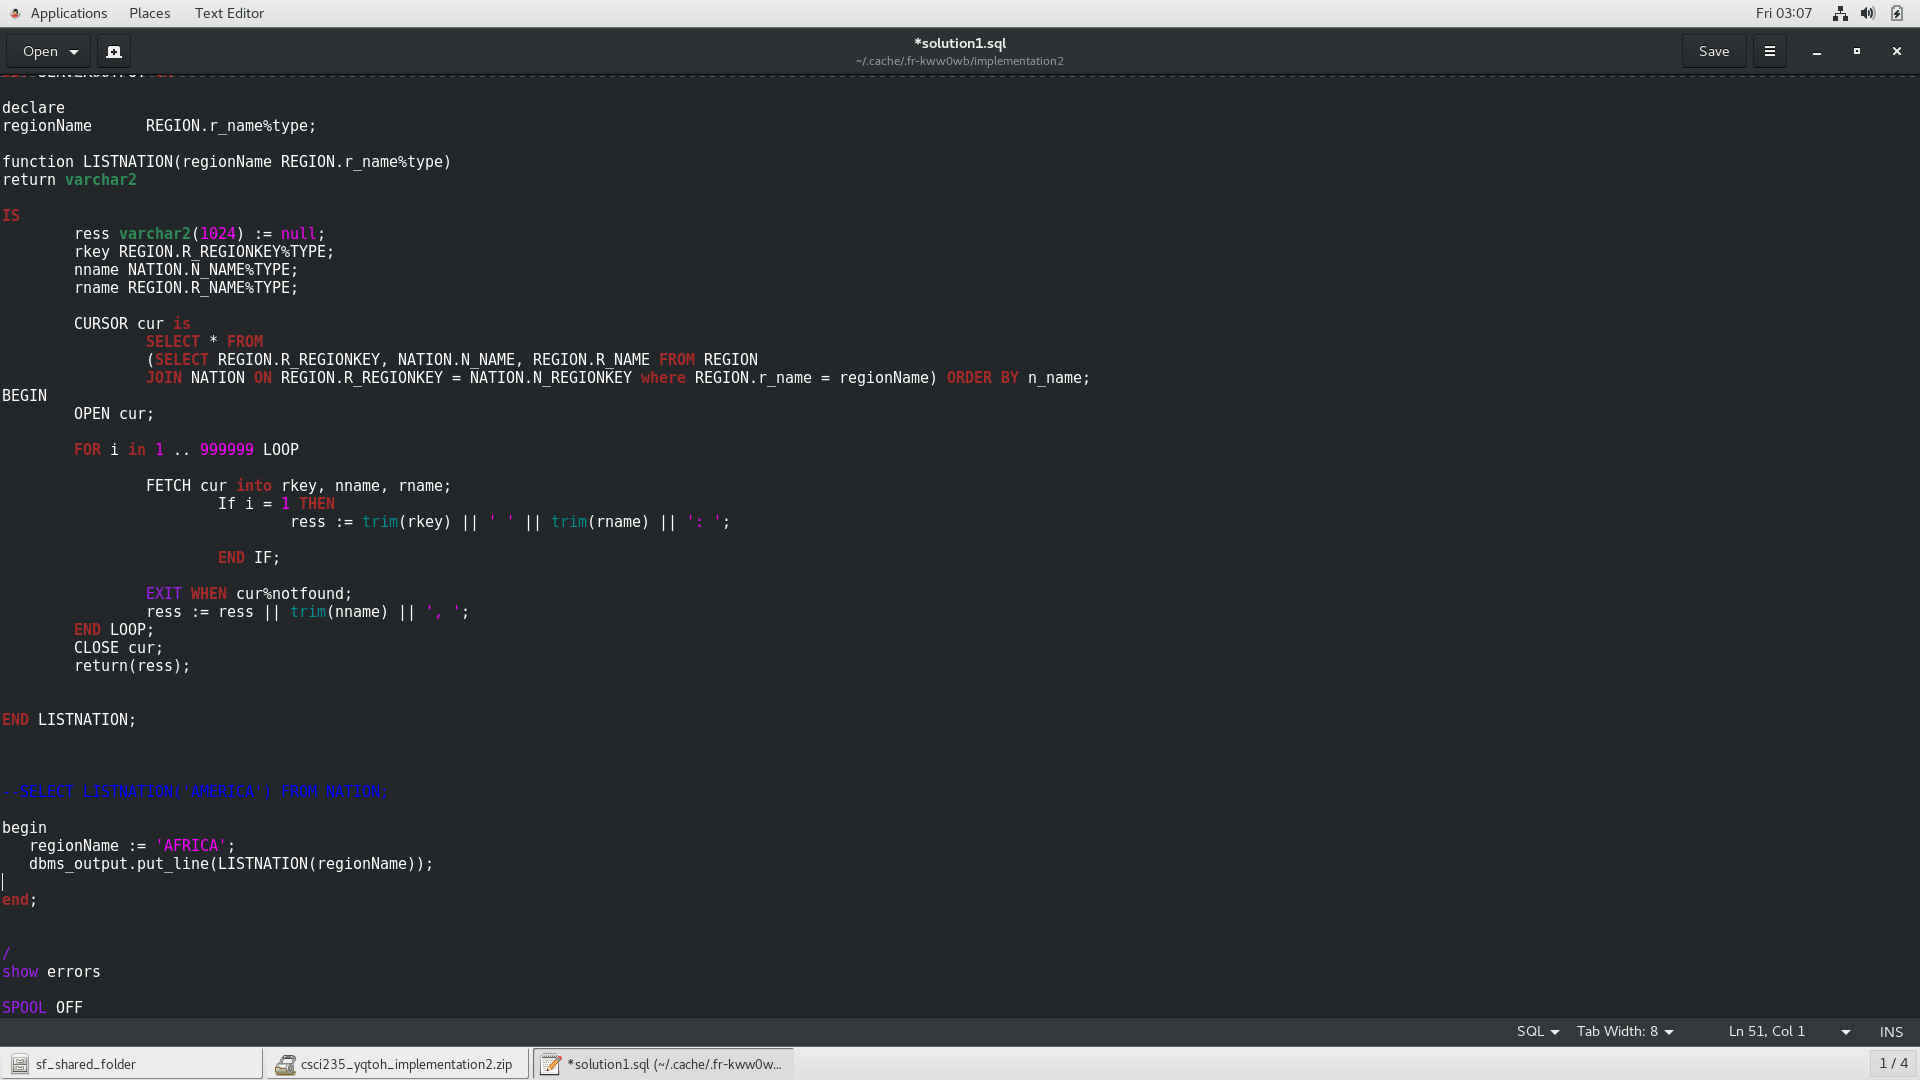 Applications Places Text Editor Fri 03:07
Open *solution1.sql Save
~/.cache/.fr-kww0wb/implementation2
declare
regionName REGION.r_name%type;
function LISTNATION(regionName REGION.r_name%type)
return varchar2
IS
ress varchar2(1024) := null;
rkey REGION.R_REGIONKEY%TYPE;
nname NATION.N_NAME%TYPE;
rname REGION.R_NAME%TYPE;
CURSOR cur is
SELECT * FROM
(SELECT REGION.R_REGIONKEY, NATION.N_NAME, REGION.R_NAME FROM REGION
JOIN NATION ON REGION.R_REGIONKEY = NATION.N_REGIONKEY where REGION.r_name = regionName) ORDER BY n_name;
BEGIN
OPEN cur;
FOR i in 1 .. 999999 LOOP
FETCH cur into rkey, nname, rname;
If i = 1 THEN
ress := trim(rkey) || ' ' || trim(rname) || ': ';
END IF;
EXIT WHEN cur%notfound;
ress := ress || trim(nname) || ', ';
END LOOP;
CLOSE cur;
return(ress);
END LISTNATION;
--SELECT LISTNATION('AMERICA') FROM NATION;
begin
regionName := 'AFRICA';
dbms_output.put_line(LISTNATION(regionName));
end;
/
show errors
SPOOL OFF
SQL Tab Width: 8 Ln 51, Col 1 INS
sf_shared_folder csci235_yqtoh_implementation2.zip *solution1.sql (~/.cache/.fr-kww0w... 1 / 4